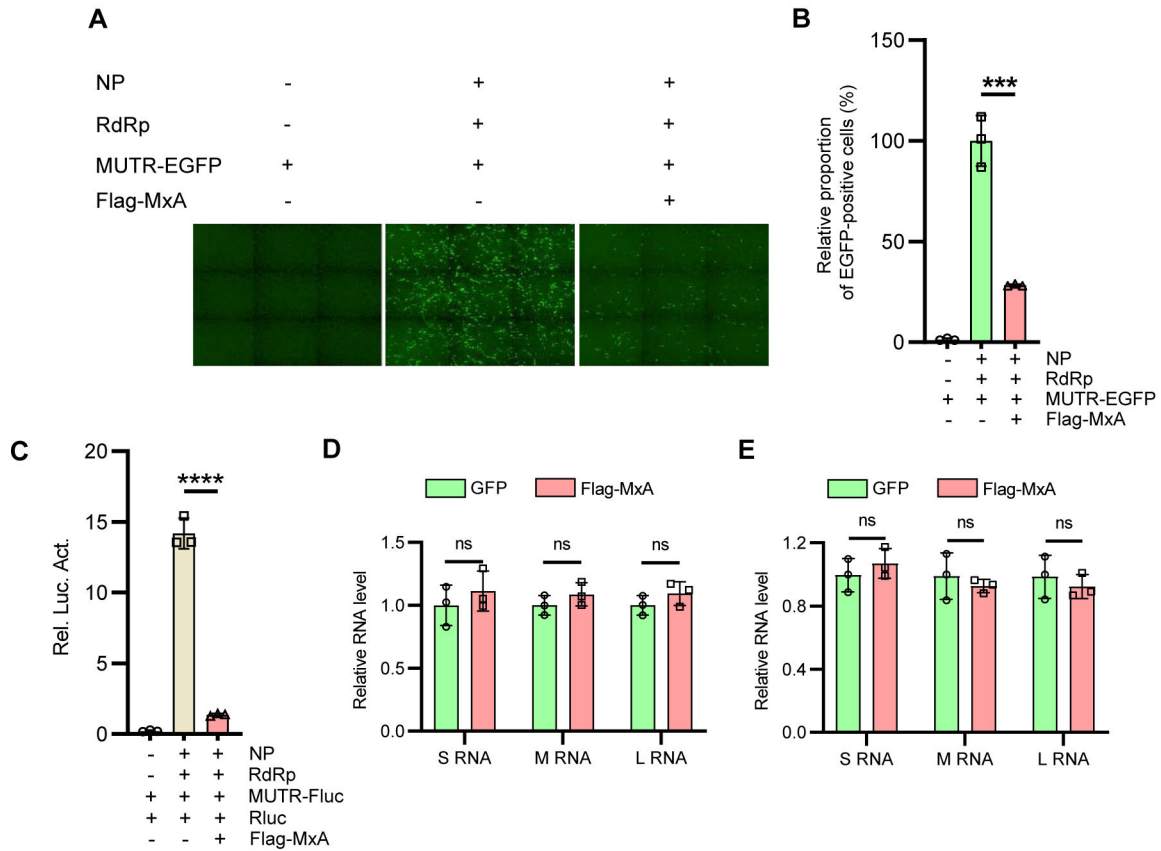 A
NP - + +
RdRp - + +
MUTR-EGFP + + +
Flag-MxA - - +
B
Relative proportion
of EGFP-positive cells (%)
150
100
50
0
***
- + + NP
- + + RdRp
+ + + MUTR-EGFP
- - + Flag-MxA
C
Rel. Luc. Act.
20
15
10
5
0
****
- + + NP
- + + RdRp
+ + + MUTR-Fluc
+ + + Rluc
- - + Flag-MxA
D
GFP Flag-MxA
Relative RNA level
1.5
1.0
0.5
0.0
ns ns ns
S RNA M RNA L RNA
E
GFP Flag-MxA
Relative RNA level
1.2
0.8
0.4
0.0
ns ns ns
S RNA M RNA L RNA